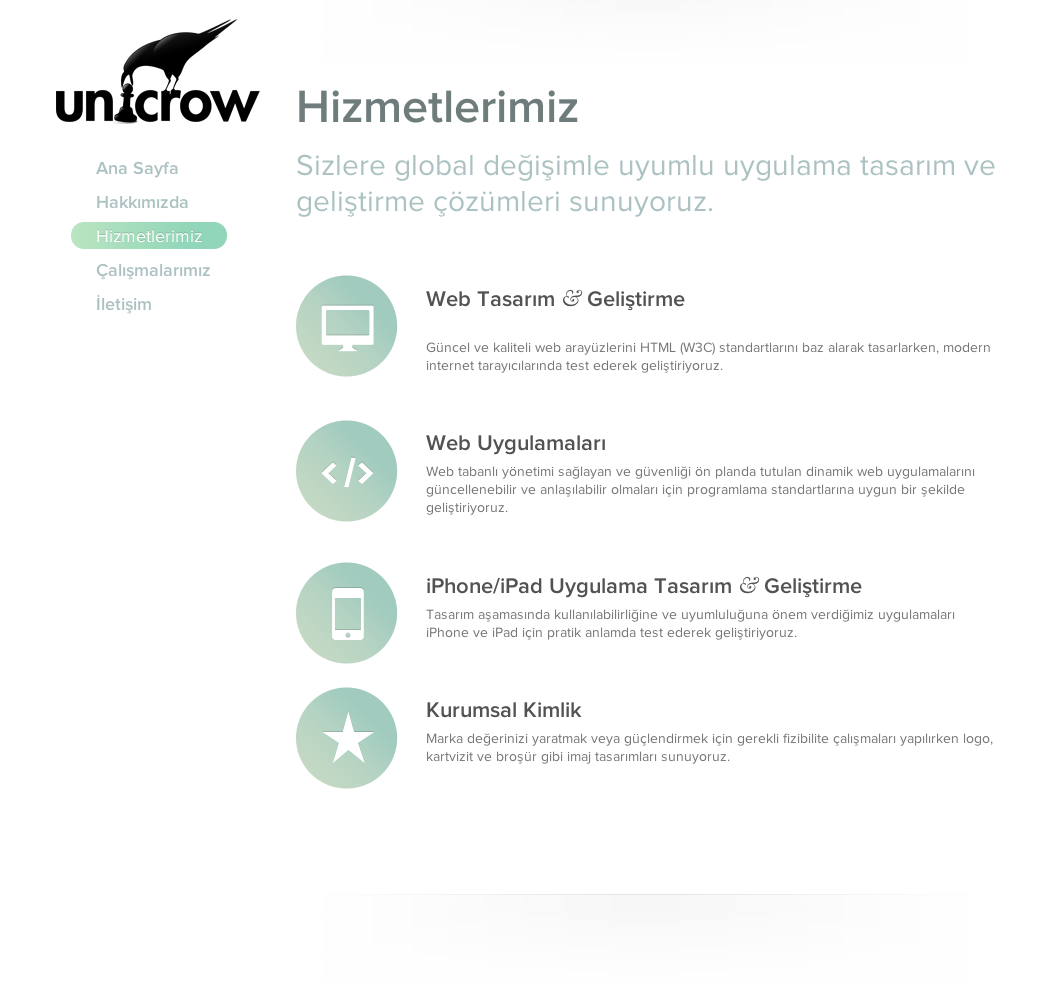 unicrow
Ana Sayfa
Hakkımızda
Hizmetlerimiz
Çalışmalarımız
İletişim
Hizmetlerimiz
Sizlere global değişimle uyumlu uygulama tasarım ve
geliştirme çözümleri sunuyoruz.
Web Tasarım & Geliştirme
Güncel ve kaliteli web arayüzlerini HTML (W3C) standartlarını baz alarak tasarlarken, modern
internet tarayıcılarında test ederek geliştiriyoruz.
Web Uygulamaları
Web tabanlı yönetimi sağlayan ve güvenliği ön planda tutulan dinamik web uygulamalarını
güncellenebilir ve anlaşılabilir olmaları için programlama standartlarına uygun bir şekilde
geliştiriyoruz.
iPhone/iPad Uygulama Tasarım & Geliştirme
Tasarım aşamasında kullanılabilirliğine ve uyumluluğuna önem verdiğimiz uygulamaları
iPhone ve iPad için pratik anlamda test ederek geliştiriyoruz.
Kurumsal Kimlik
Marka değerinizi yaratmak veya güçlendirmek için gerekli fizibilite çalışmaları yapılırken logo,
kartvizit ve broşür gibi imaj tasarımları sunuyoruz.